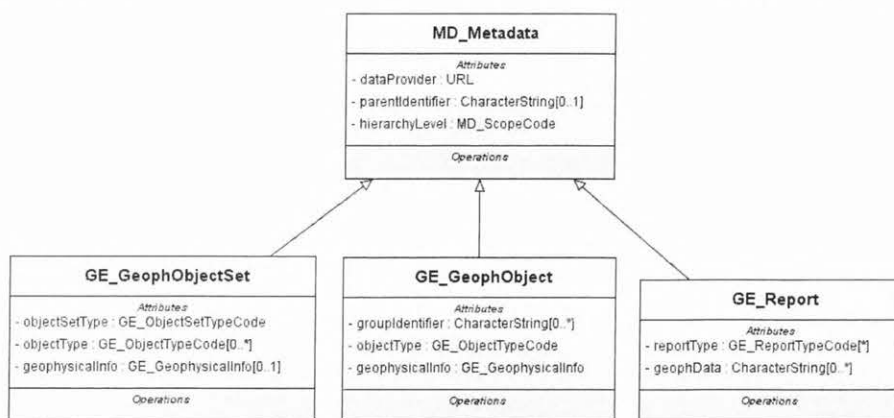 MD_Metadata
Attributes
- dataProvider : URL
- parentIdentifier : CharacterString[0..1]
- hierarchyLevel : MD_ScopeCode
Operations
GE_GeophObjectSet
Attributes
- objectSetType : GE_ObjectSetTypeCode
- objectType : GE_ObjectTypeCode[0..*]
- geophysicalInfo : GE_GeophysicalInfo[0..1]
Operations
GE_GeophObject
Attributes
- groupIdentifier : CharacterString[0..*]
- objectType : GE_ObjectTypeCode
- geophysicalInfo : GE_GeophysicalInfo
Operations
GE_Report
Attributes
- reportType : GE_ReportTypeCode[*]
- geophData : CharacterString[0..*]
Operations